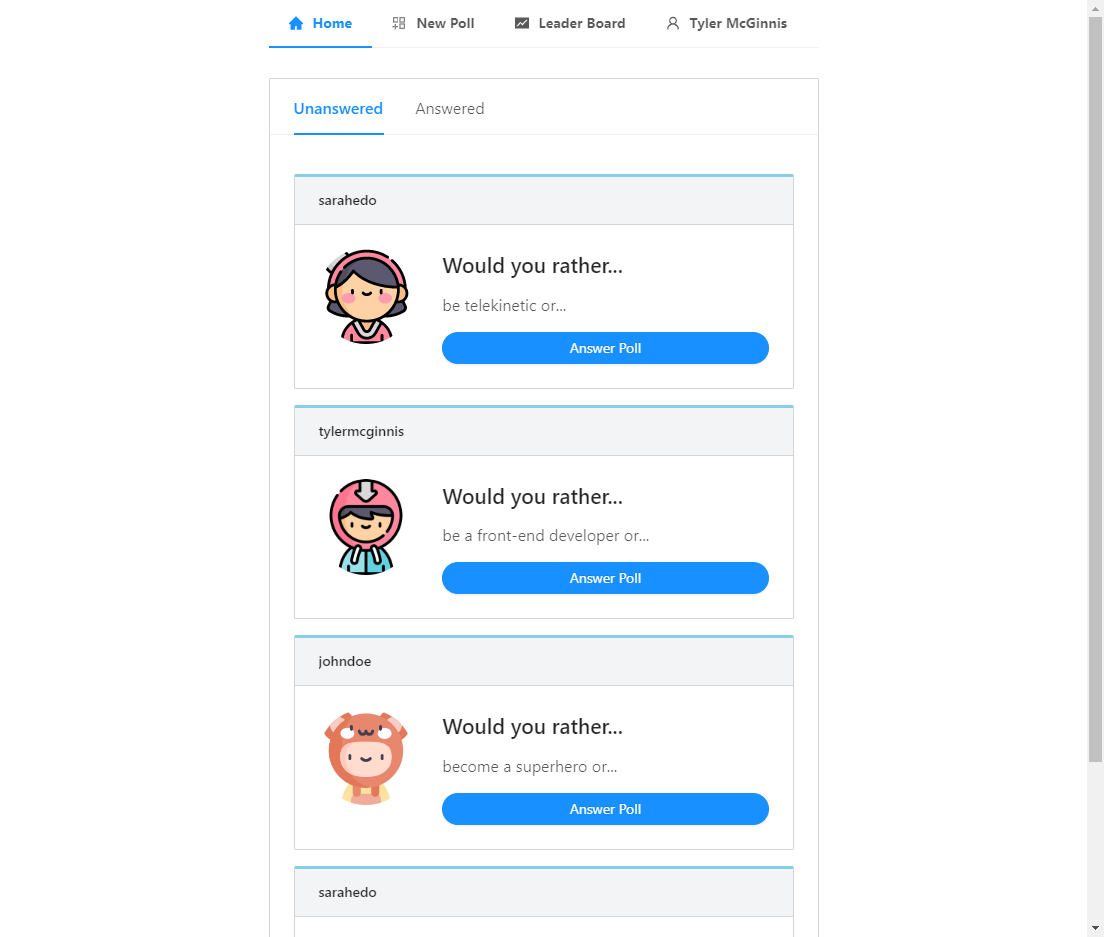 Home New Poll Leader Board Tyler McGinnis
Unanswered Answered
sarahedo
Would you rather...
be telekinetic or...
Answer Poll
tylermcginnis
Would you rather...
be a front-end developer or...
Answer Poll
johndoe
Would you rather...
become a superhero or...
Answer Poll
sarahedo